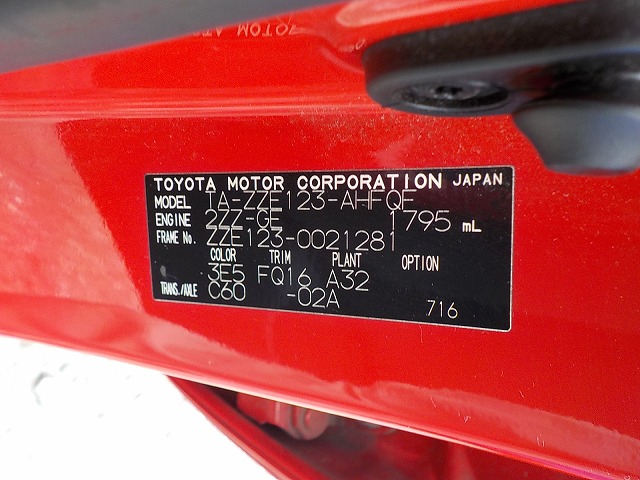 TOYOTA MOTOR CORPORATION JAPAN
MODEL TA-ZZE123-AHFQF
ENGINE 2ZZ-GE 1795 mL
FRAME No. ZZE123-0021281
COLOR TRIM PLANT OPTION
3E5 FQ16 A32
TRANS./AXLE C60 -02A
716